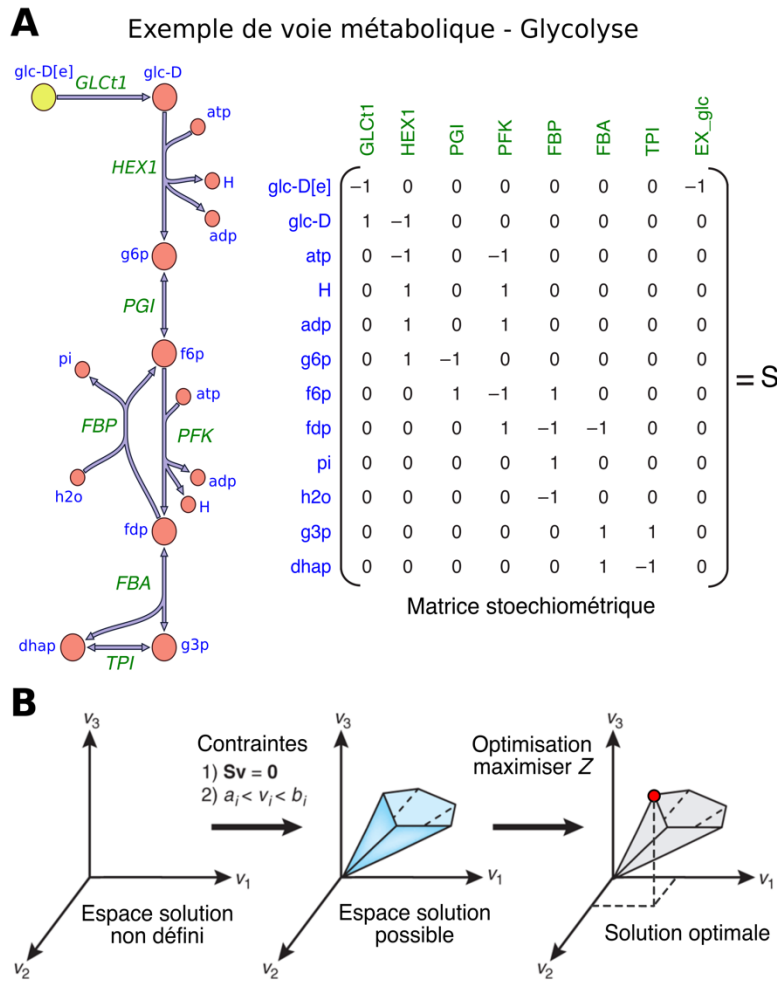 A
Exemple de voie métabolique - Glycolyse
glc-D[e]
GLCt1
glc-D
atp
HEX1
H
adp
g6p
PGI
f6p
pi
atp
FBP
PFK
h2o
adp
H
fdp
FBA
dhap
g3p
TPI
GLCt1 HEX1 PGI PFK FBP FBA TPI EX_glc
glc-D[e] −1 0 0 0 0 0 0 −1
glc-D 1 −1 0 0 0 0 0 0
atp 0 −1 0 −1 0 0 0 0
H 0 1 0 1 0 0 0 0
adp 0 1 0 1 0 0 0 0
g6p 0 1 −1 0 0 0 0 0
f6p 0 0 1 −1 1 0 0 0
fdp 0 0 0 1 −1 −1 0 0
pi 0 0 0 0 1 0 0 0
h2o 0 0 0 0 −1 0 0 0
g3p 0 0 0 0 0 1 1 0
dhap 0 0 0 0 0 1 −1 0
= S
Matrice stoechiométrique
B
v3
v1
v2
Espace solution
non défini
Contraintes
1) Sv = 0
2) ai < vi < bi
v3
v1
v2
Espace solution
possible
Optimisation
maximiser Z
v3
v1
v2
Solution optimale